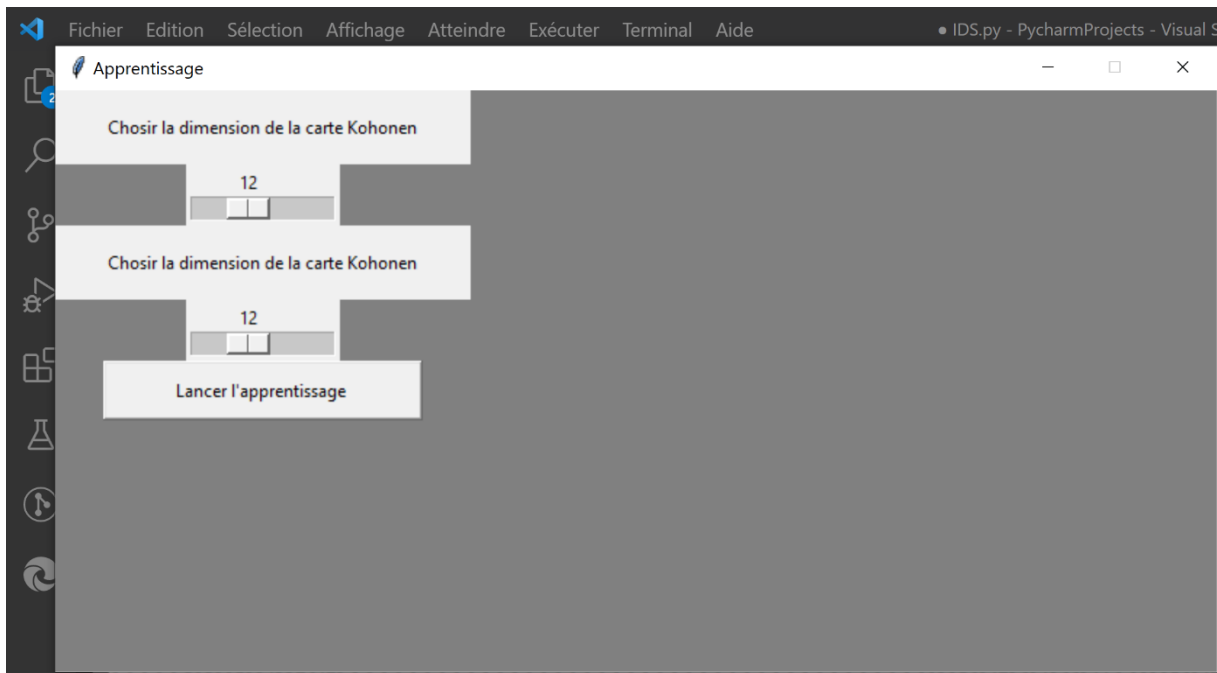 Fichier Edition Sélection Affichage Atteindre Exécuter Terminal Aide ● IDS.py - PycharmProjects - Visual S
Apprentissage
2
Chosir la dimension de la carte Kohonen
12
Chosir la dimension de la carte Kohonen
12
Lancer l'apprentissage